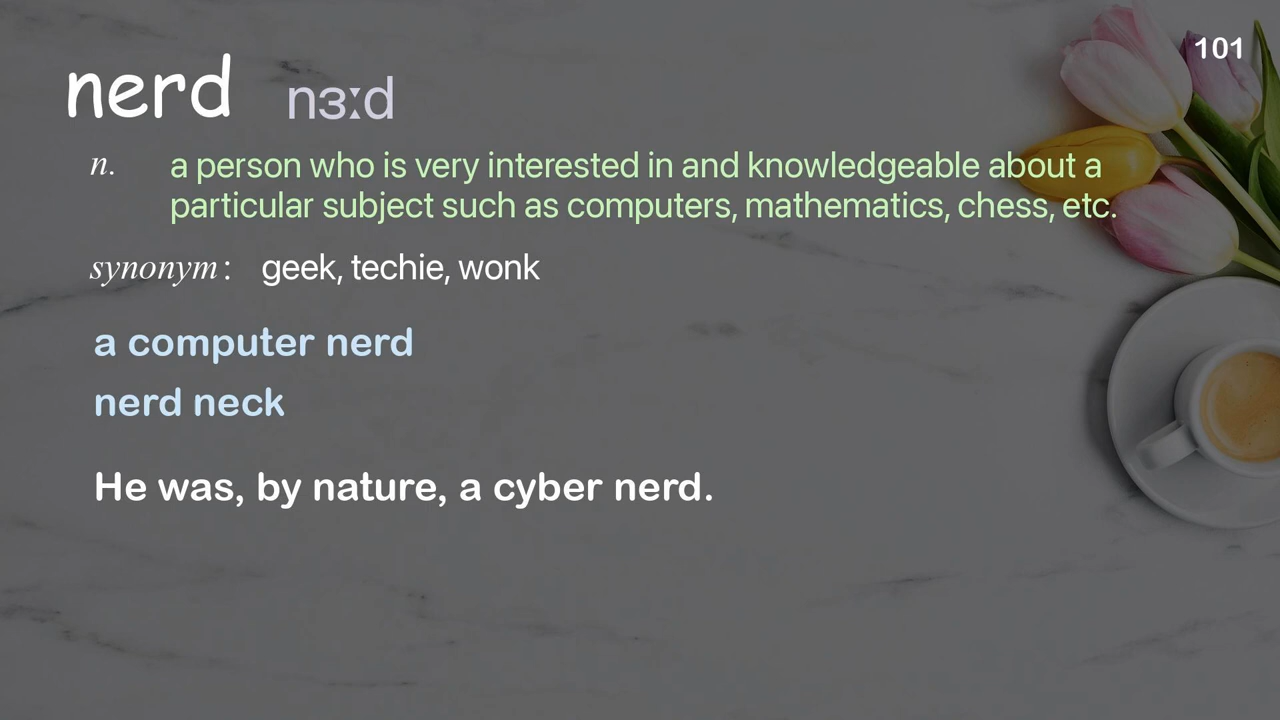 101
nerd nɜːd
n. a person who is very interested in and knowledgeable about a
particular subject such as computers, mathematics, chess, etc.
synonym: geek, techie, wonk
a computer nerd
nerd neck
He was, by nature, a cyber nerd.